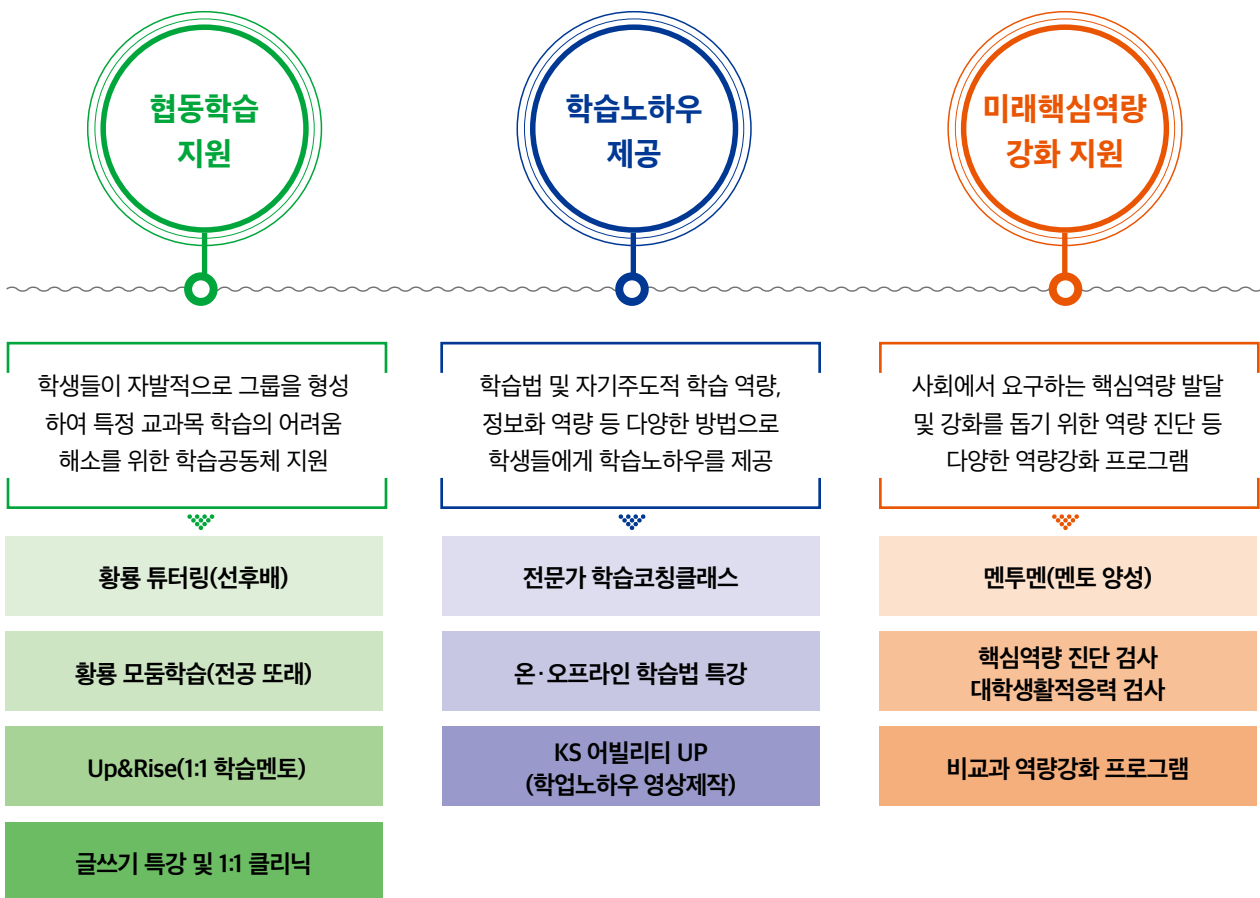 협동학습
지원
학습노하우
제공
미래핵심역량
강화 지원
학생들이 자발적으로 그룹을 형성
하여 특정 교과목 학습의 어려움
해소를 위한 학습공동체 지원
학습법 및 자기주도적 학습 역량,
정보화 역량 등 다양한 방법으로
학생들에게 학습노하우를 제공
사회에서 요구하는 핵심역량 발달
및 강화를 돕기 위한 역량 진단 등
다양한 역량강화 프로그램
황룡 튜터링(선후배)
황룡 모둠학습(전공 또래)
Up&Rise(1:1 학습멘토)
글쓰기 특강 및 1:1 클리닉
전문가 학습코칭클래스
온·오프라인 학습법 특강
KS 어빌리티 UP
(학업노하우 영상제작)
멘투멘(멘토 양성)
핵심역량 진단 검사
대학생활적응력 검사
비교과 역량강화 프로그램